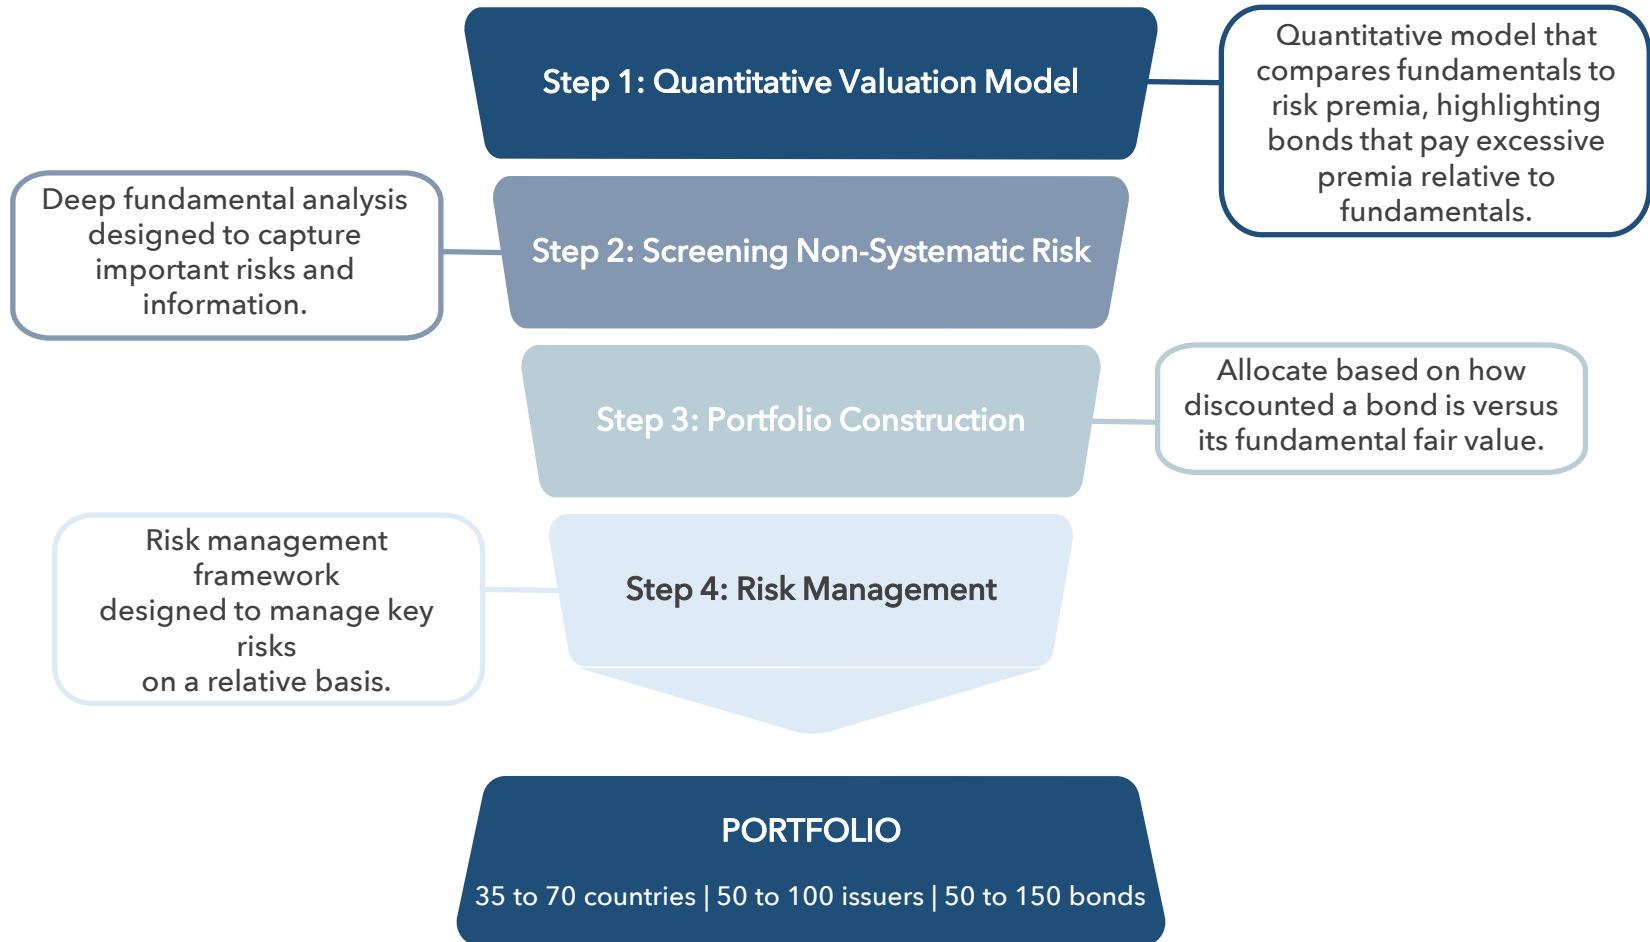 Step 1: Quantitative Valuation Model
Quantitative model that
compares fundamentals to
risk premia, highlighting
bonds that pay excessive
premia relative to
fundamentals.
Deep fundamental analysis
designed to capture
important risks and
information.
Step 2: Screening Non-Systematic Risk
Step 3: Portfolio Construction
Allocate based on how
discounted a bond is versus
its fundamental fair value.
Risk management
framework
designed to manage key
risks
on a relative basis.
Step 4: Risk Management
PORTFOLIO
35 to 70 countries | 50 to 100 issuers | 50 to 150 bonds